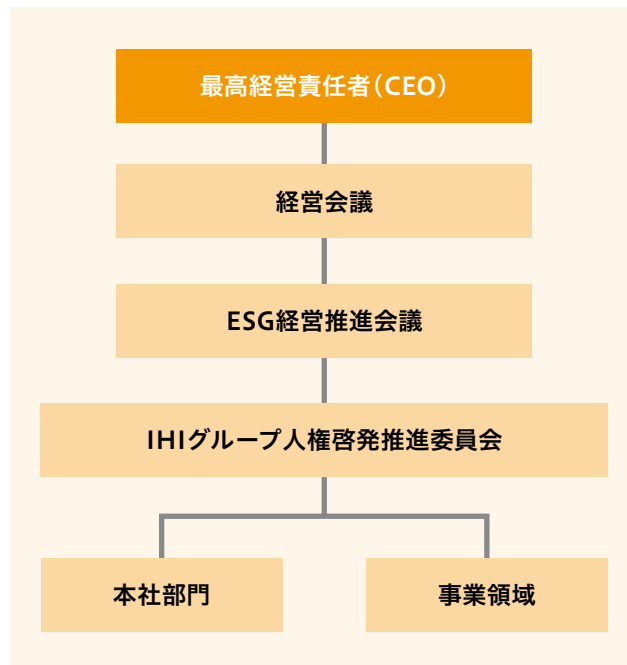 最高経営責任者（CEO）
経営会議
ESG経営推進会議
IHIグループ人権啓発推進委員会
本社部門
事業領域